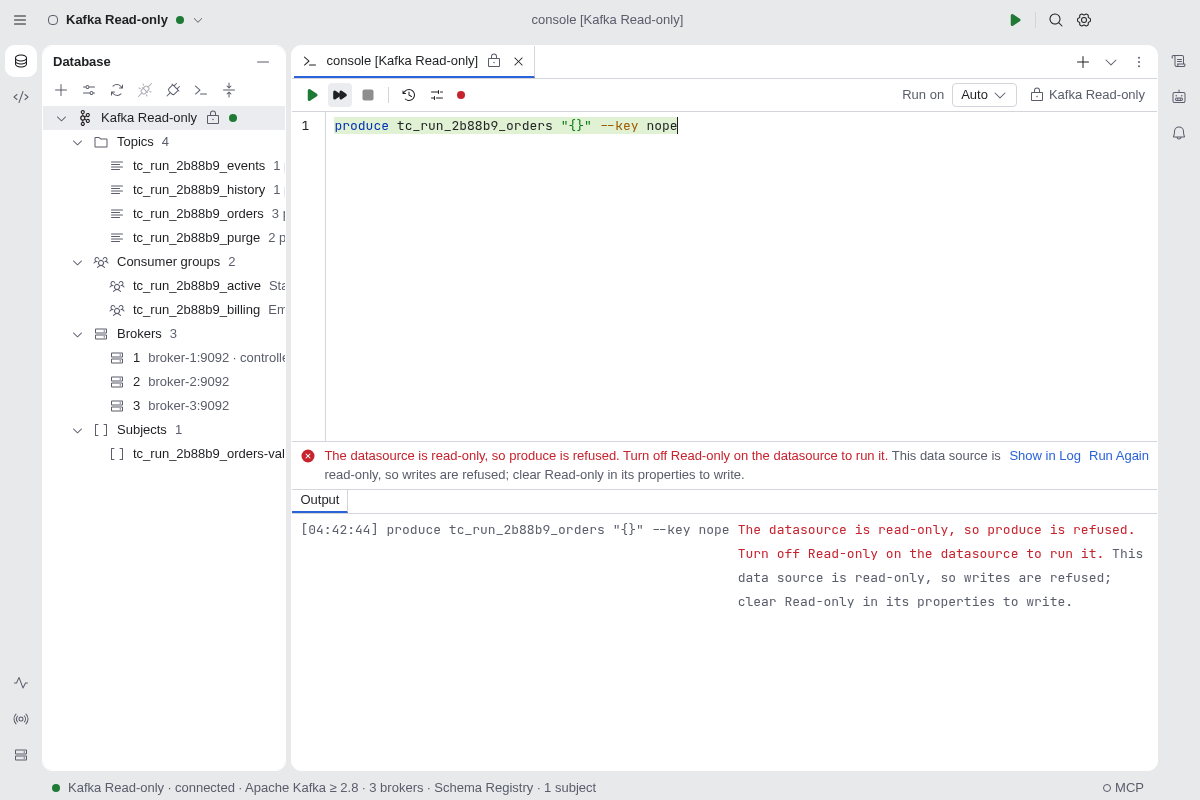 Kafka Read-only
console [Kafka Read-only]
Database
console [Kafka Read-only]
Run on
Auto
Kafka Read-only
Kafka Read-only
Topics 4
tc_run_2b88b9_events 1
tc_run_2b88b9_history 1
tc_run_2b88b9_orders 3 p
tc_run_2b88b9_purge 2 p
Consumer groups 2
tc_run_2b88b9_active Sta
tc_run_2b88b9_billing Em
Brokers 3
1 broker-1:9092 · controlle
2 broker-2:9092
3 broker-3:9092
Subjects 1
tc_run_2b88b9_orders-val
1 produce tc_run_2b88b9_orders "{}" --key nope
The datasource is read-only, so produce is refused. Turn off Read-only on the datasource to run it. This data source is
read-only, so writes are refused; clear Read-only in its properties to write.
Show in Log Run Again
Output
[04:42:44] produce tc_run_2b88b9_orders "{}" --key nope The datasource is read-only, so produce is refused.
Turn off Read-only on the datasource to run it. This
data source is read-only, so writes are refused;
clear Read-only in its properties to write.
Kafka Read-only · connected · Apache Kafka ≥ 2.8 · 3 brokers · Schema Registry · 1 subject
MCP